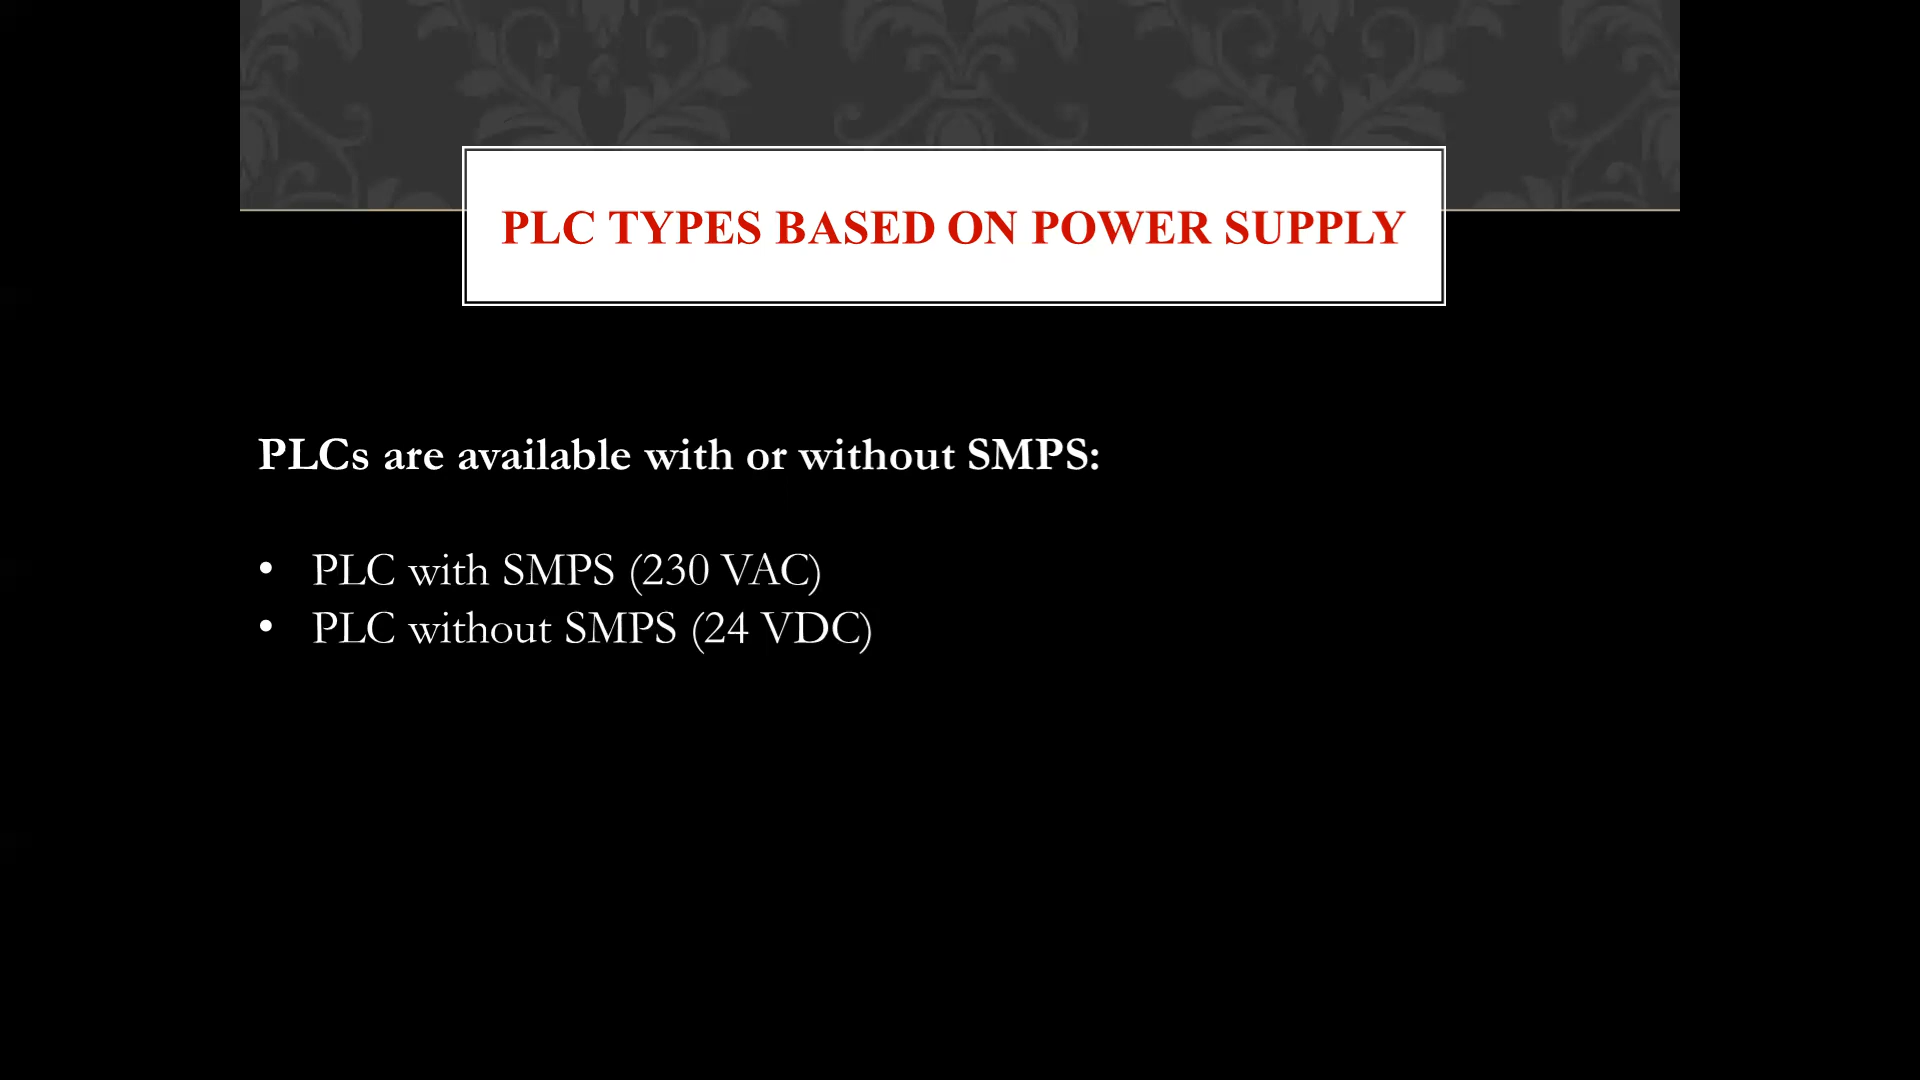 PLC TYPES BASED ON POWER SUPPLY
PLCs are available with or without SMPS:
• PLC with SMPS (230 VAC)
• PLC without SMPS (24 VDC)